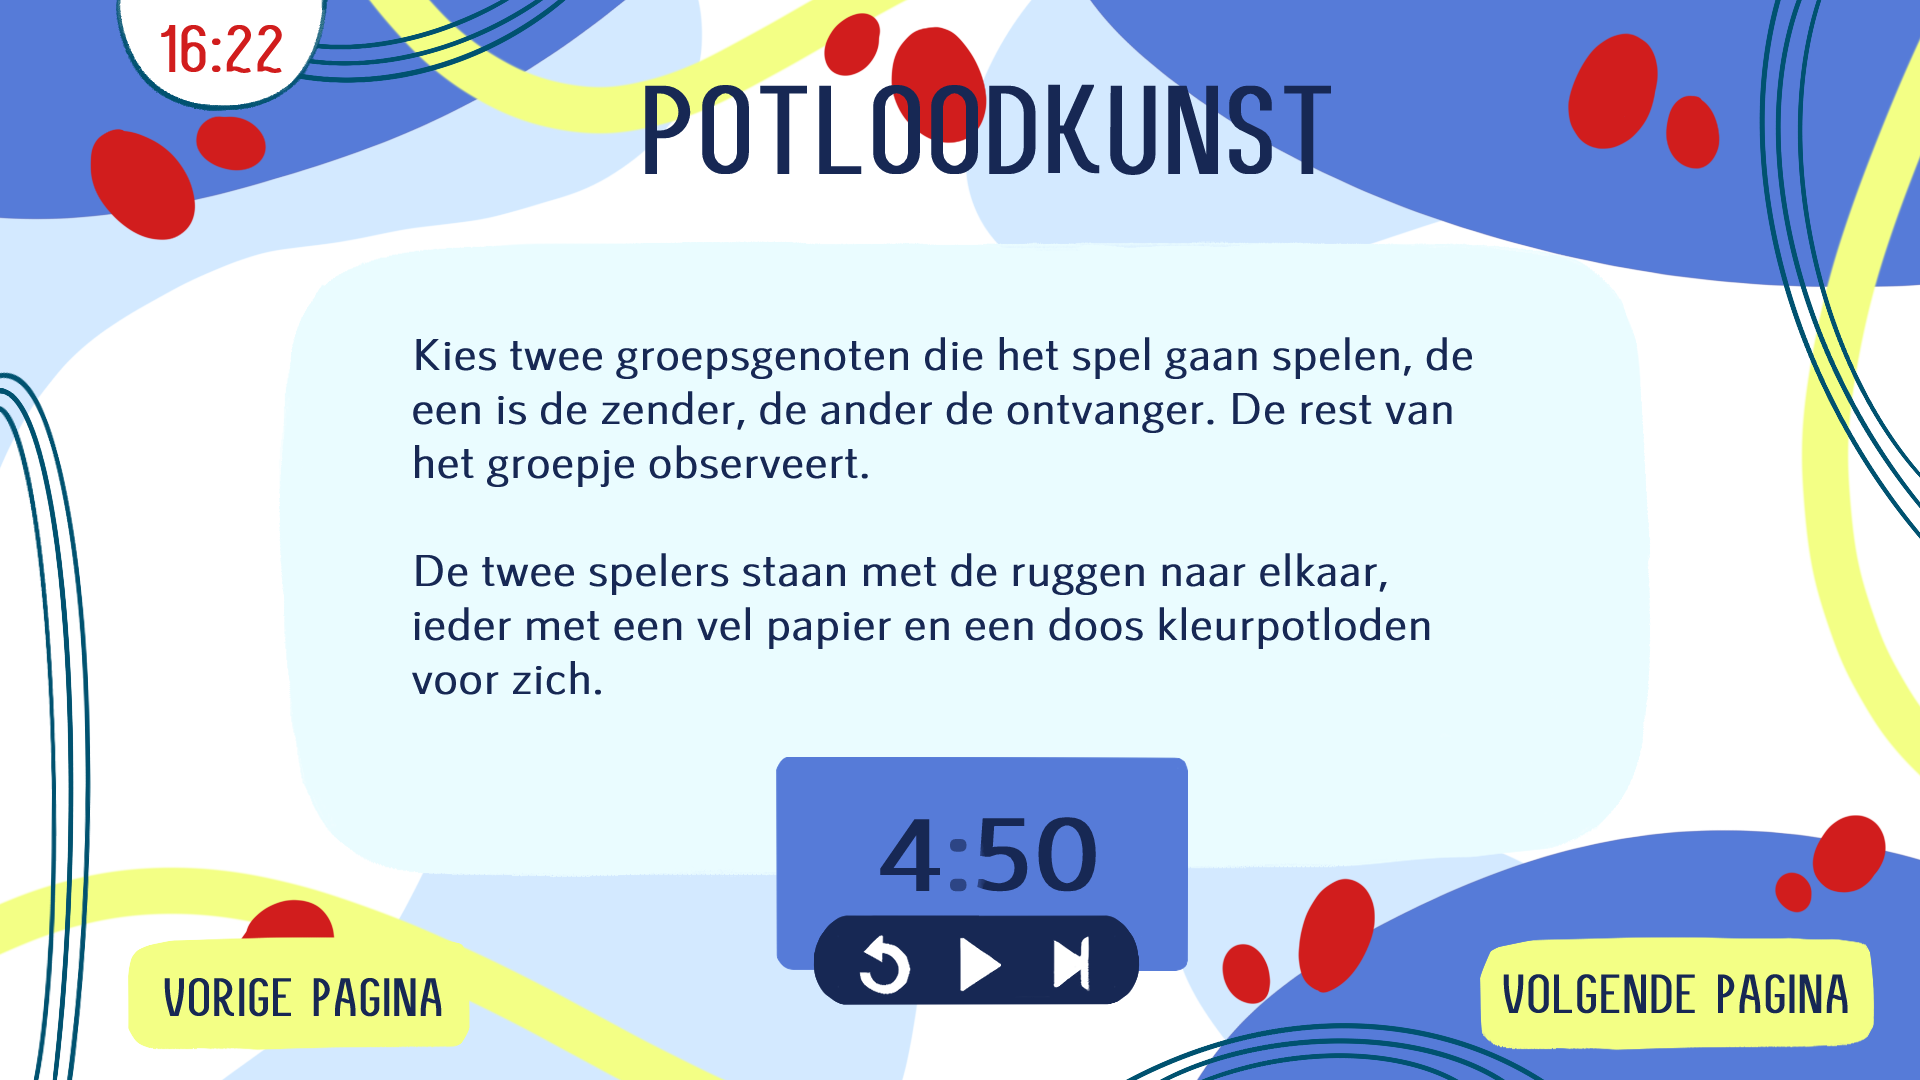 16:22
POTLOODKUNST
Kies twee groepsgenoten die het spel gaan spelen, de
een is de zender, de ander de ontvanger. De rest van
het groepje observeert.
De twee spelers staan met de ruggen naar elkaar,
ieder met een vel papier en een doos kleurpotloden
voor zich.
4:50
VORIGE PAGINA
VOLGENDE PAGINA